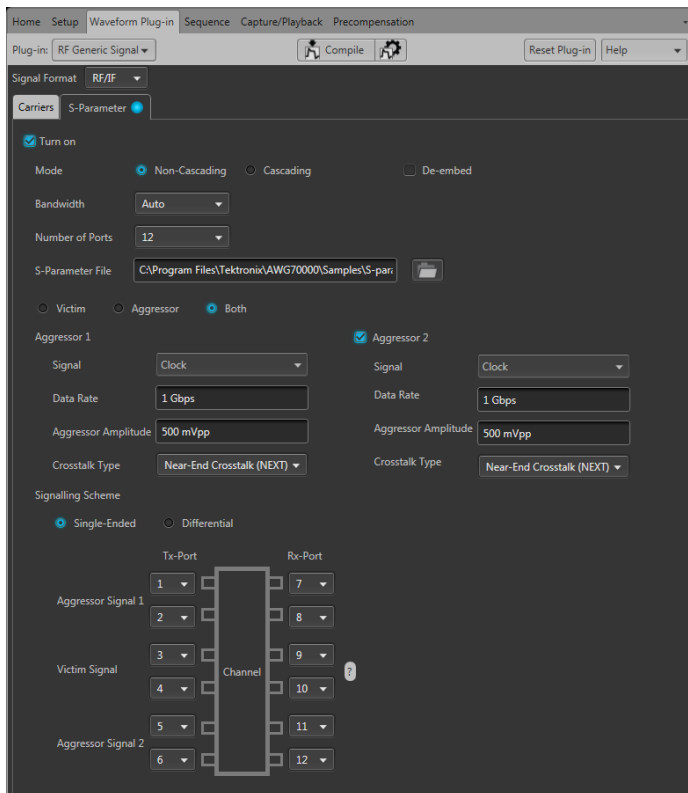 Home Setup Waveform Plug-in Sequence Capture/Playback Precompensation
Plug-in: RF Generic Signal Compile Reset Plug-in Help
Signal Format RF/IF
Carriers S-Parameter
Turn on
Mode Non-Cascading Cascading De-embed
Bandwidth Auto
Number of Ports 12
S-Parameter File C:\Program Files\Tektronix\AWG70000\Samples\S-para
Victim Aggressor Both
Aggressor 1 Aggressor 2
Signal Clock Signal Clock
Data Rate 1 Gbps Data Rate 1 Gbps
Aggressor Amplitude 500 mVpp Aggressor Amplitude 500 mVpp
Crosstalk Type Near-End Crosstalk (NEXT) Crosstalk Type Near-End Crosstalk (NEXT)
Signalling Scheme
Single-Ended Differential
Tx-Port Rx-Port
1 7
Aggressor Signal 1
2 8
3 9
Victim Signal Channel ?
4 10
5 11
Aggressor Signal 2
6 12